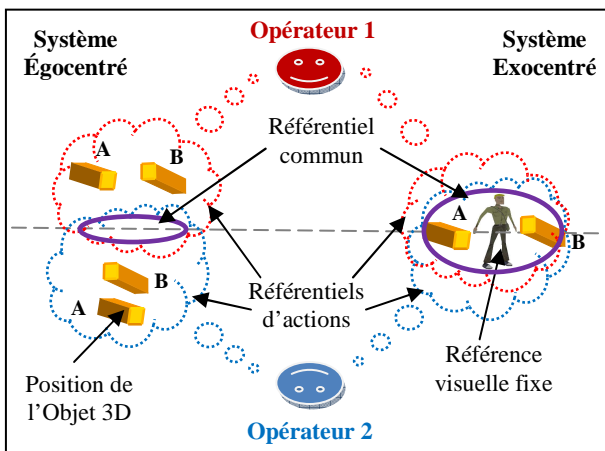 Système
Égocentré
Opérateur 1
Système
Exocentré
Référentiel
commun
A
B
A
B
B
A
Référentiels
d’actions
Position de
l’Objet 3D
Référence
visuelle fixe
Opérateur 2